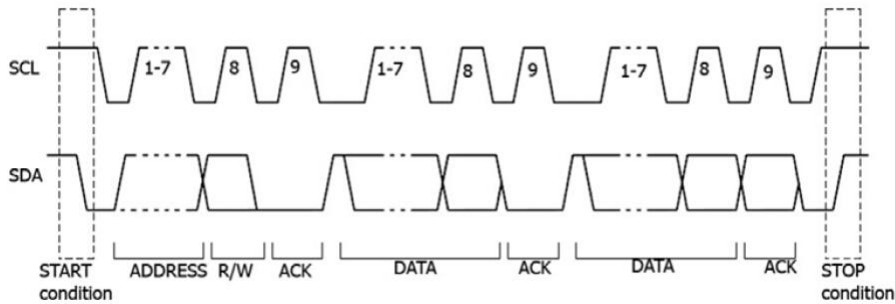 SCL
1-7 8 9 1-7 8 9 1-7 8 9
SDA
ADDRESS R/W ACK DATA ACK DATA ACK
START condition
STOP condition